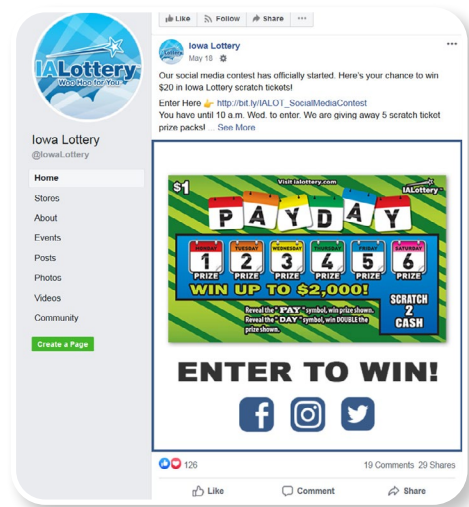 Like Follow Share
IALottery
Woo Hoo for You
Iowa Lottery
@IowaLottery
Home
Stores
About
Events
Posts
Photos
Videos
Community
Create a Page
Iowa Lottery
May 18
Our social media contest has officially started. Here's your chance to win
$20 in Iowa Lottery scratch tickets!
Enter Here 👉 http://bit.ly/IALOT_SocialMediaContest
You have until 10 a.m. Wed. to enter. We are giving away 5 scratch ticket
prize packs! ... See More
$1
Visit ialottery.com
IALottery
PAYDAY
MONDAY TUESDAY WEDNESDAY THURSDAY FRIDAY SATURDAY
1 2 3 4 5 6
PRIZE PRIZE PRIZE PRIZE PRIZE PRIZE
WIN UP TO $2,000!
Reveal the "PAY" symbol, win prize shown.
Reveal the "DAY" symbol, win DOUBLE the
prize shown.
SCRATCH
2
CASH
ENTER TO WIN!
126
19 Comments 29 Shares
Like Comment Share